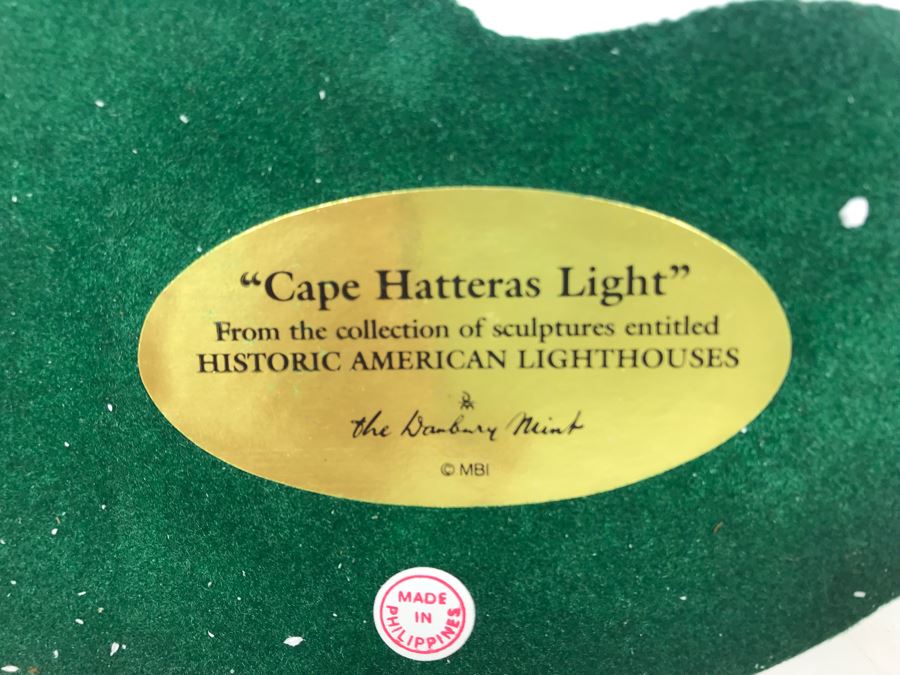 “Cape Hatteras Light”
From the collection of sculptures entitled
HISTORIC AMERICAN LIGHTHOUSES
the Danbury Mint
© MBI
MADE
IN
PHILIPPINES